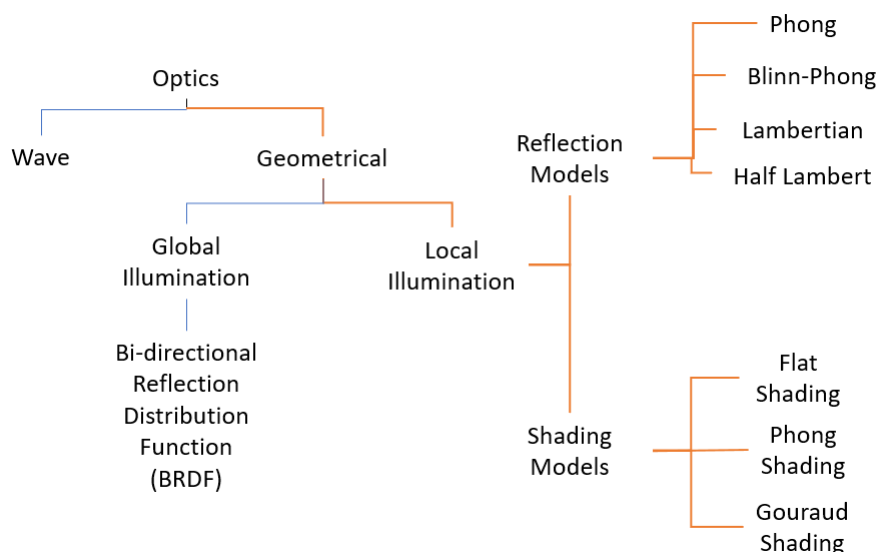 Optics
Wave
Geometrical
Global
Illumination
Local
Illumination
Bi-directional
Reflection
Distribution
Function
(BRDF)
Reflection
Models
Phong
Blinn-Phong
Lambertian
Half Lambert
Shading
Models
Flat
Shading
Phong
Shading
Gouraud
Shading